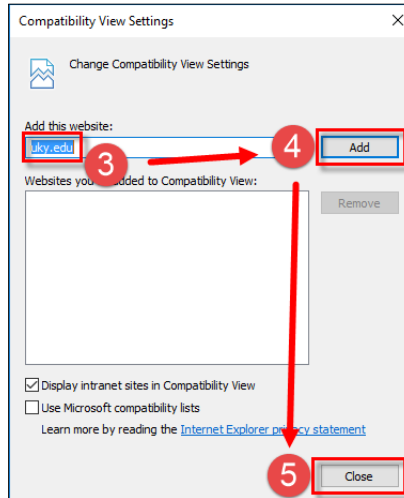 Compatibility View Settings
Change Compatibility View Settings
Add this website:
uky.edu
3
4
Add
Websites you added to Compatibility View:
Remove
Display intranet sites in Compatibility View
Use Microsoft compatibility lists
Learn more by reading the Internet Explorer privacy statement
5
Close